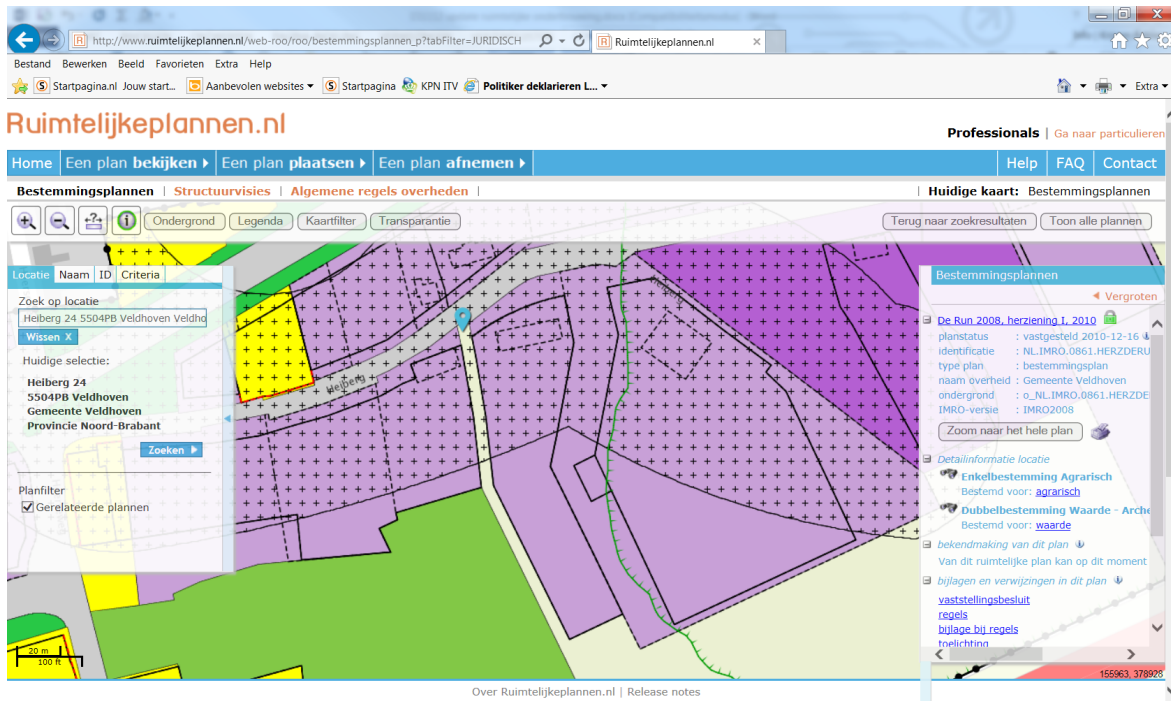 http://www.ruimtelijkeplannen.nl/web-roo/roo/bestemmingsplannen_p?tabFilter=JURIDISCH
Ruimtelijkeplannen.nl
Bestand Bewerken Beeld Favorieten Extra Help
Startpagina.nl Jouw start... Aanbevolen websites Startpagina KPN ITV Politiker deklarieren L... Extra
Ruimtelijkeplannen.nl
Professionals | Ga naar particulieren
Home Een plan bekijken Een plan plaatsen Een plan afnemen Help FAQ Contact
Bestemmingsplannen | Structuurvisies | Algemene regels overheden | | Huidige kaart: Bestemmingsplannen
Ondergrond Legenda Kaartfilter Transparantie Terug naar zoekresultaten Toon alle plannen
Locatie Naam ID Criteria
Zoek op locatie
Heiberg 24 5504PB Veldhoven Veldho
Wissen X
Huidige selectie:
Heiberg 24
5504PB Veldhoven
Gemeente Veldhoven
Provincie Noord-Brabant
Zoeken
Planfilter
Gerelateerde plannen
20 m
100 ft
Heiberg
Heiberg
Bestemmingsplannen
Vergroten
De Run 2008, herziening I, 2010
planstatus : vastgesteld 2010-12-16
identificatie : NL.IMRO.0861.HERZDERU
type plan : bestemmingsplan
naam overheid : Gemeente Veldhoven
ondergrond : o_NL.IMRO.0861.HERZDE
IMRO-versie : IMRO2008
Zoom naar het hele plan
Detailinformatie locatie
Enkelbestemming Agrarisch
Bestemd voor: agrarisch
Dubbelbestemming Waarde - Arche
Bestemd voor: waarde
bekendmaking van dit plan
Van dit ruimtelijke plan kan op dit moment
bijlagen en verwijzingen in dit plan
vaststellingsbesluit
regels
bijlage bij regels
toelichting
155963, 378928
Over Ruimtelijkeplannen.nl | Release notes